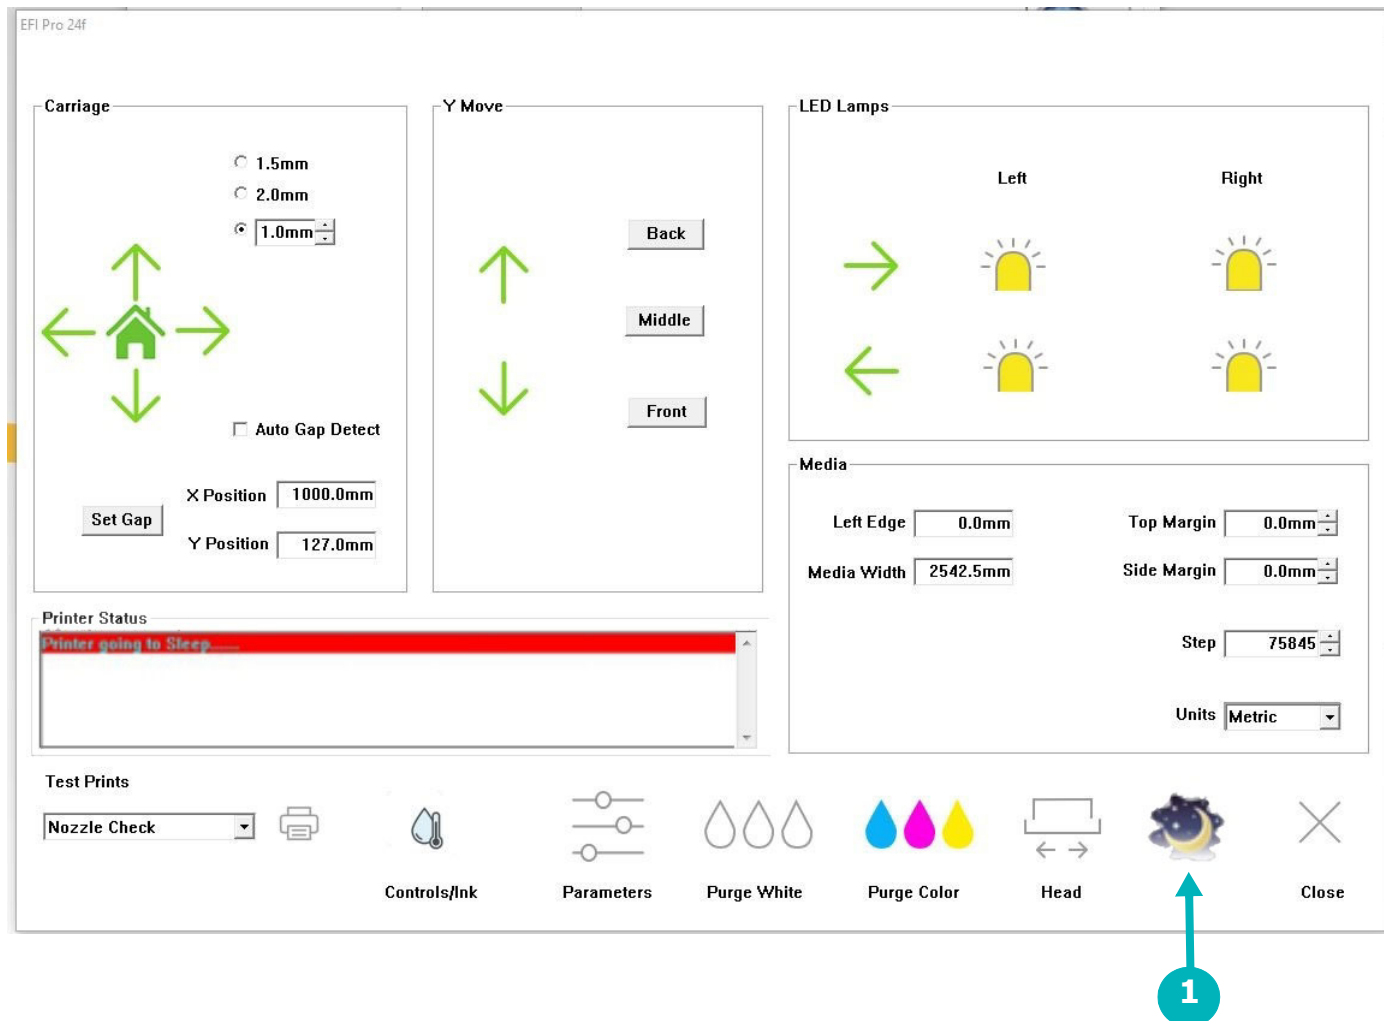 EFI Pro 24f
Carriage
1.5mm
2.0mm
1.0mm
Auto Gap Detect
X Position 1000.0mm
Set Gap
Y Position 127.0mm
Y Move
Back
Middle
Front
LED Lamps
Left Right
Media
Left Edge 0.0mm Top Margin 0.0mm
Media Width 2542.5mm Side Margin 0.0mm
Step 75845
Units Metric
Printer Status
Printer going to Sleep......
Test Prints
Nozzle Check
Controls/Ink Parameters Purge White Purge Color Head Close
1